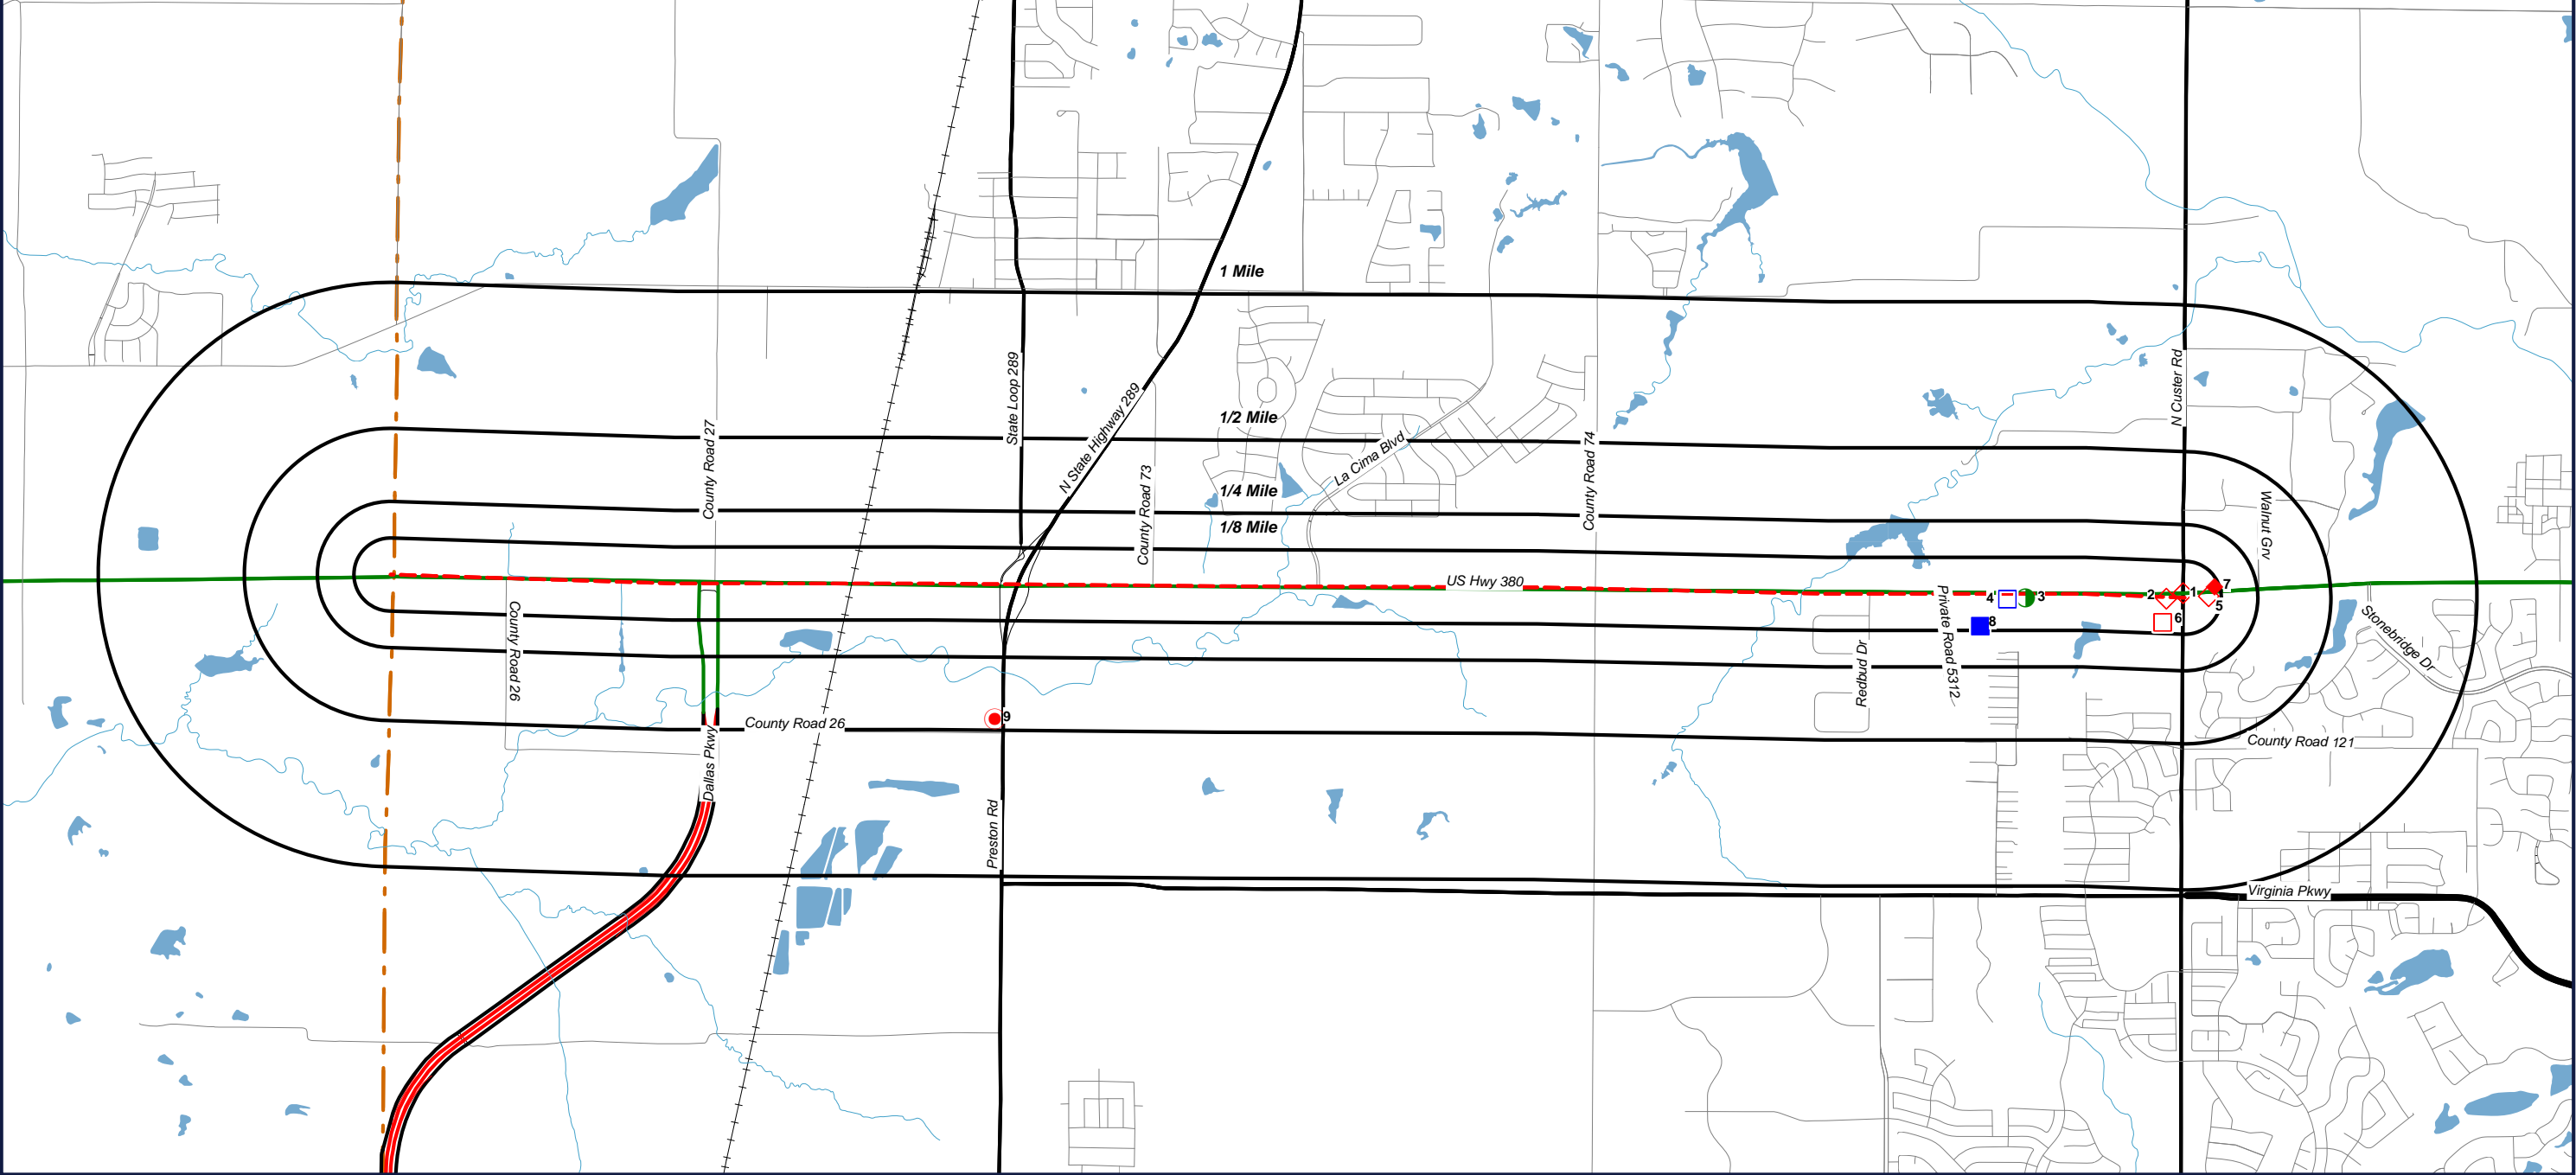 1 Mile
State Loop 289
N Custer Rd
N State Highway 289
1/2 Mile
County Road 27
La Cima Blvd
County Road 74
County Road 73
1/4 Mile
Walnut Grv
1/8 Mile
US Hwy 380
Private Road 5312
4
3
2
1
7
5
6
8
County Road 26
Redbud Dr
Stonebridge Dr
9
County Road 26
Dallas Pkwy
County Road 121
Preston Rd
Virginia Pkwy